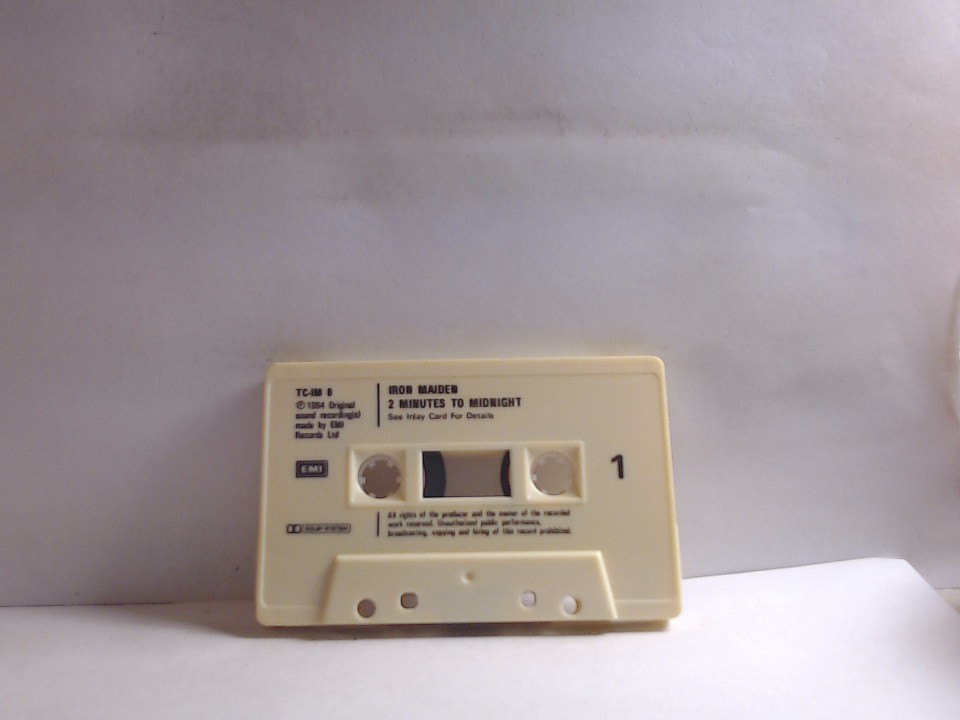 TC-IM 6
℗ 1984 Original
sound recording(s)
made by EMI
Records Ltd
IRON MAIDEN
2 MINUTES TO MIDNIGHT
See Inlay Card For Details
EMI
1
DOLBY SYSTEM
All rights of the producer and the owner of the recorded
work reserved. Unauthorised public performance,
broadcasting, copying and hiring of this record prohibited.